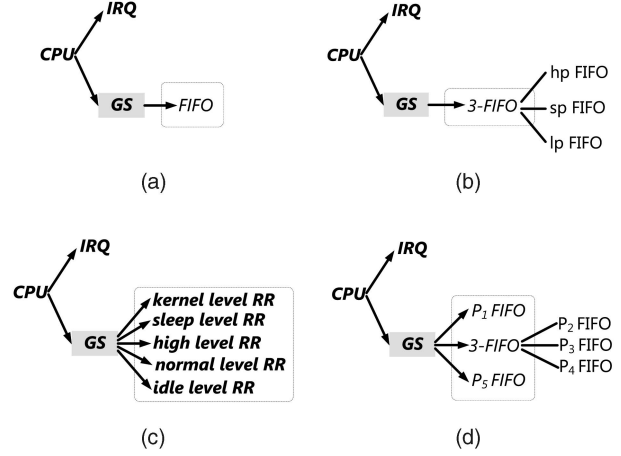 IRQ
CPU
GS
FIFO
(a)
IRQ
CPU
GS
3-FIFO
hp FIFO
sp FIFO
lp FIFO
(b)
IRQ
CPU
GS
kernel level RR
sleep level RR
high level RR
normal level RR
idle level RR
(c)
IRQ
CPU
GS
P1 FIFO
3-FIFO
P5 FIFO
P2 FIFO
P3 FIFO
P4 FIFO
(d)